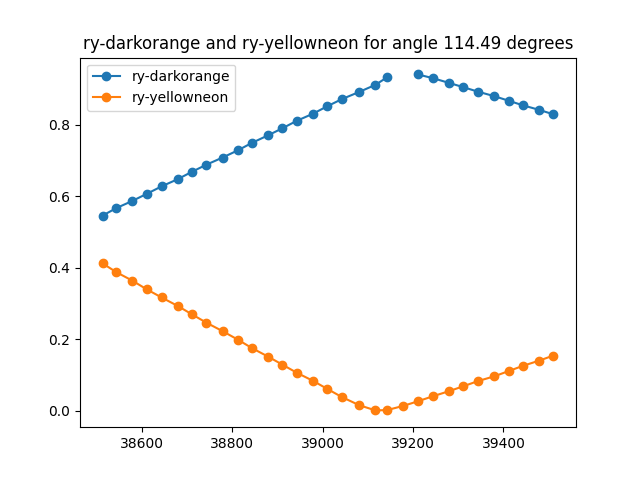 ry-darkorange and ry-yellowneon for angle 114.49 degrees
ry-darkorange
ry-yellowneon
0.8
0.6
0.4
0.2
0.0
38600 38800 39000 39200 39400